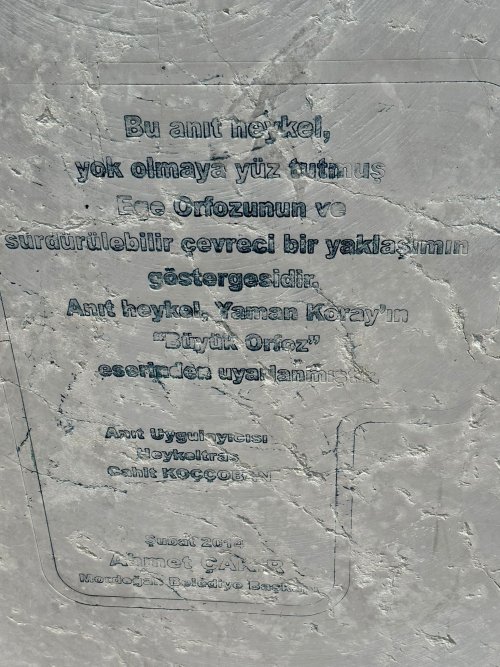 Bu anıt heykel,
yok olmaya yüz tutmuş
Ege Orfozunun ve
sürdürülebilir çevreci bir yaklaşımın
göstergesidir.
Anıt heykel, Yaman Koray'ın
"Büyük Orfoz"
eserinden uyarlanmıştır.
Anıt Uygulayıcısı
Heykeltraş
Cahit KOÇÇOBAN
Şubat 2014
Ahmet ÇAKIR
Mordoğan Belediye Başkanı